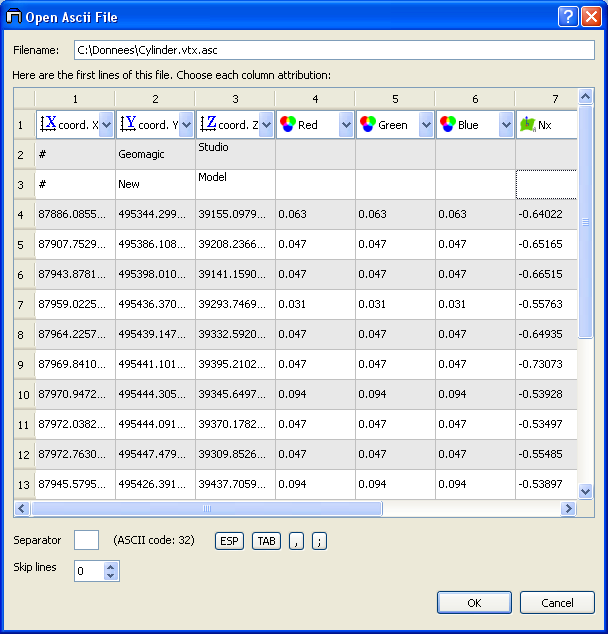 Open Ascii File
Filename: C:\Donnees\Cylinder.vtx.asc
Here are the first lines of this file. Choose each column attribution:
1 2 3 4 5 6 7
1 X coord. X Y coord. Y Z coord. Z Red Green Blue Nx
2 # Geomagic Studio
3 # New Model
4 87886.0855... 495344.299... 39155.0979... 0.063 0.063 0.063 -0.64022
5 87907.7529... 495386.108... 39208.2366... 0.047 0.047 0.047 -0.65165
6 87943.8781... 495398.010... 39141.1590... 0.047 0.047 0.047 -0.66515
7 87959.0225... 495436.370... 39293.7469... 0.031 0.031 0.031 -0.55763
8 87964.2257... 495439.147... 39332.5920... 0.047 0.047 0.047 -0.64935
9 87969.8410... 495441.101... 39395.2102... 0.047 0.047 0.047 -0.73073
10 87970.9472... 495444.305... 39345.6497... 0.094 0.094 0.094 -0.53928
11 87972.0382... 495444.091... 39370.1782... 0.047 0.047 0.047 -0.53497
12 87972.7630... 495447.479... 39309.8526... 0.047 0.047 0.047 -0.55485
13 87945.5795... 495426.391... 39437.7059... 0.094 0.094 0.094 -0.53897
Separator (ASCII code: 32) ESP TAB , ;
Skip lines 0
OK Cancel